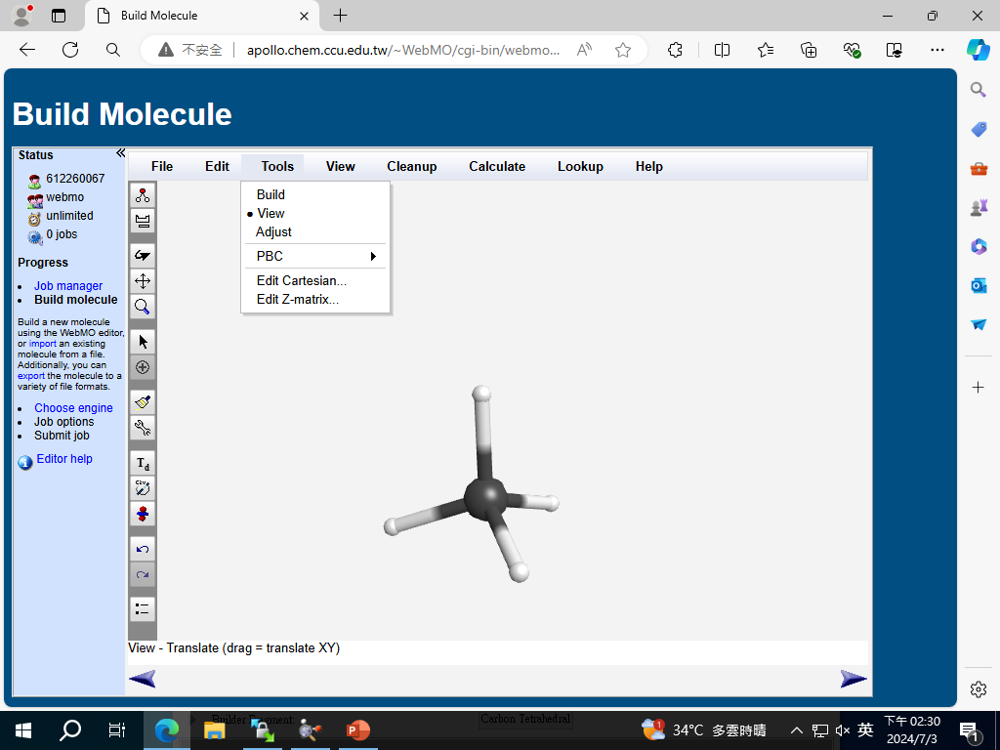 Build Molecule
不安全
apollo.chem.ccu.edu.tw/~WebMO/cgi-bin/webmo...
Build Molecule
Status
612260067
webmo
unlimited
0 jobs
Progress
Job manager
Build molecule
Build a new molecule
using the WebMO editor,
or import an existing
molecule from a file.
Additionally, you can
export the molecule to a
variety of file formats.
Choose engine
Job options
Submit job
Editor help
File Edit Tools View Cleanup Calculate Lookup Help
Build
View
Adjust
PBC
Edit Cartesian...
Edit Z-matrix...
Td
C2v?
View - Translate (drag = translate XY)
Builder Fragment:
Carbon Tetrahedral
1
34°C 多雲時晴
英
下午 02:30
2024/7/3
1